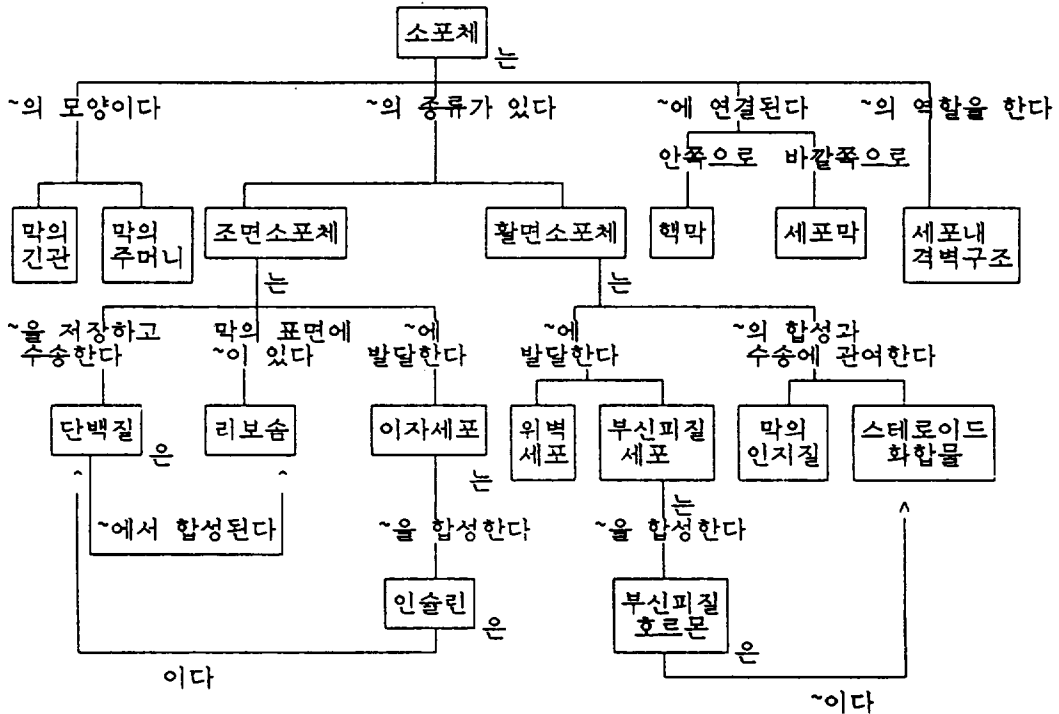 소포체
는
~의 모양이다
~의 종류가 있다
~에 연결된다
~의 역할을 한다
안쪽으로
바깥쪽으로
막의
긴관
막의
주머니
조면소포체
활면소포체
핵막
세포막
세포내
격벽구조
는
는
~을 저장하고
수송한다
막의 표면에
~이 있다
~에
발달한다
~에
발달한다
~의 합성과
수송에 관여한다
단백질
은
리보솜
이자세포
는
위벽
세포
부신피질
세포
는
막의
인지질
스테로이드
화합물
~에서 합성된다
~을 합성한다
~을 합성한다
인슐린
은
부신피질
호르몬
은
이다
~이다